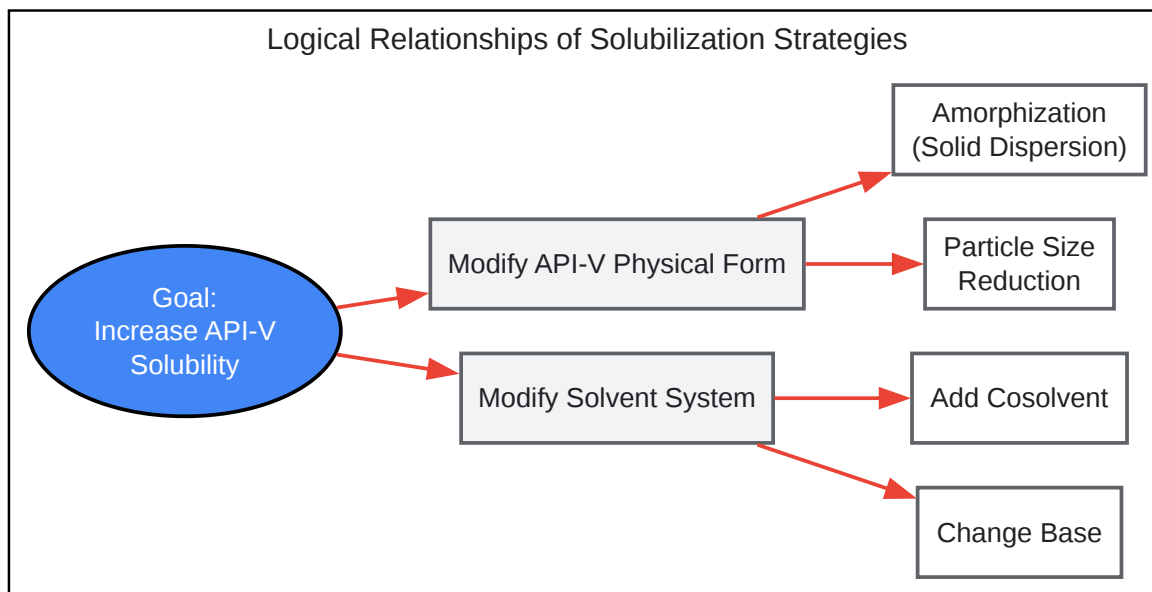 Logical Relationships of Solubilization Strategies
Goal:
Increase API-V
Solubility
Modify API-V Physical Form
Modify Solvent System
Amorphization
(Solid Dispersion)
Particle Size
Reduction
Add Cosolvent
Change Base